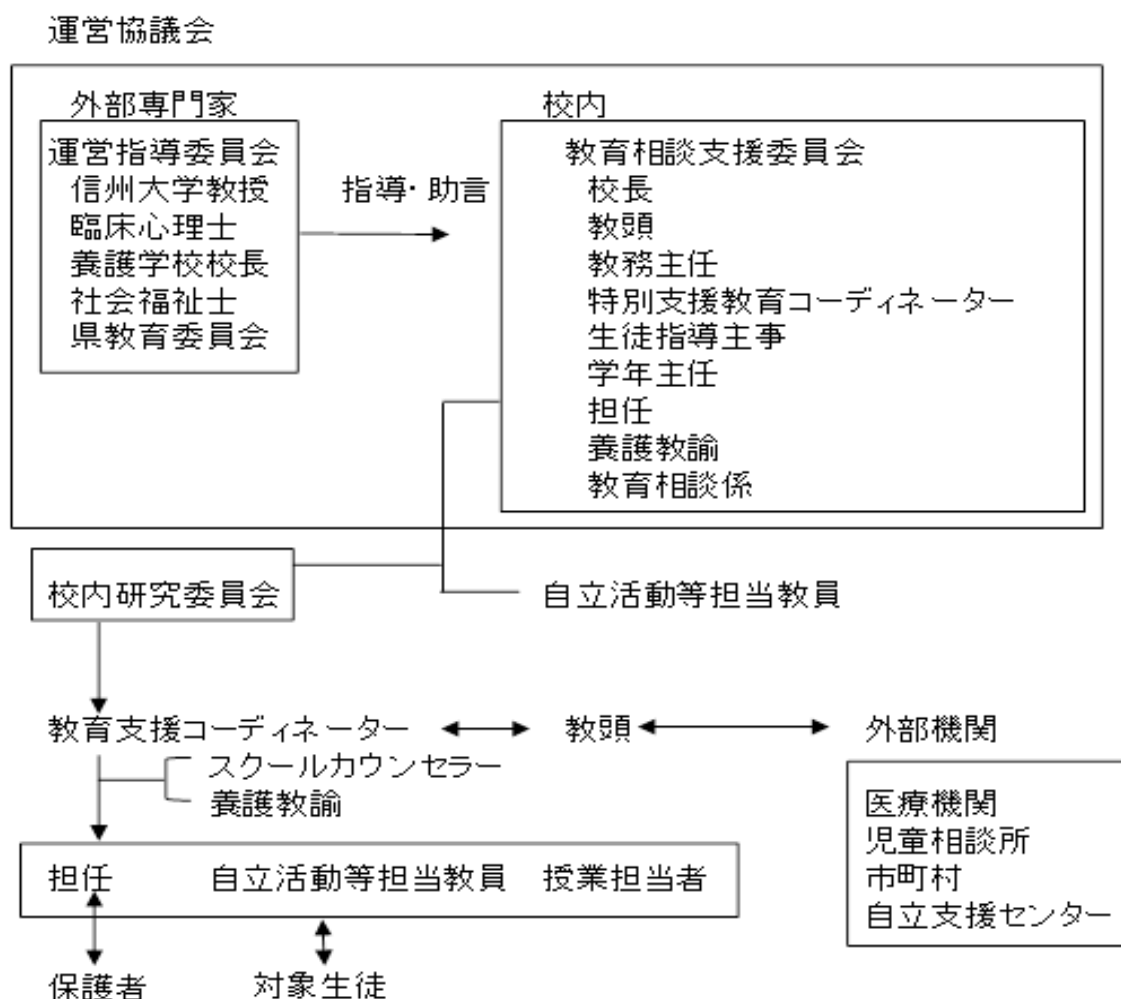 運営協議会
外部専門家
運営指導委員会
信州大学教授
臨床心理士
養護学校校長
社会福祉士
県教育委員会
指導・助言
校内
教育相談支援委員会
校長
教頭
教務主任
特別支援教育コーディネーター
生徒指導主事
学年主任
担任
養護教諭
教育相談係
校内研究委員会
自立活動等担当教員
教育支援コーディネーター
教頭
外部機関
スクールカウンセラー
養護教諭
医療機関
児童相談所
市町村
自立支援センター
担任 自立活動等担当教員 授業担当者
保護者
対象生徒